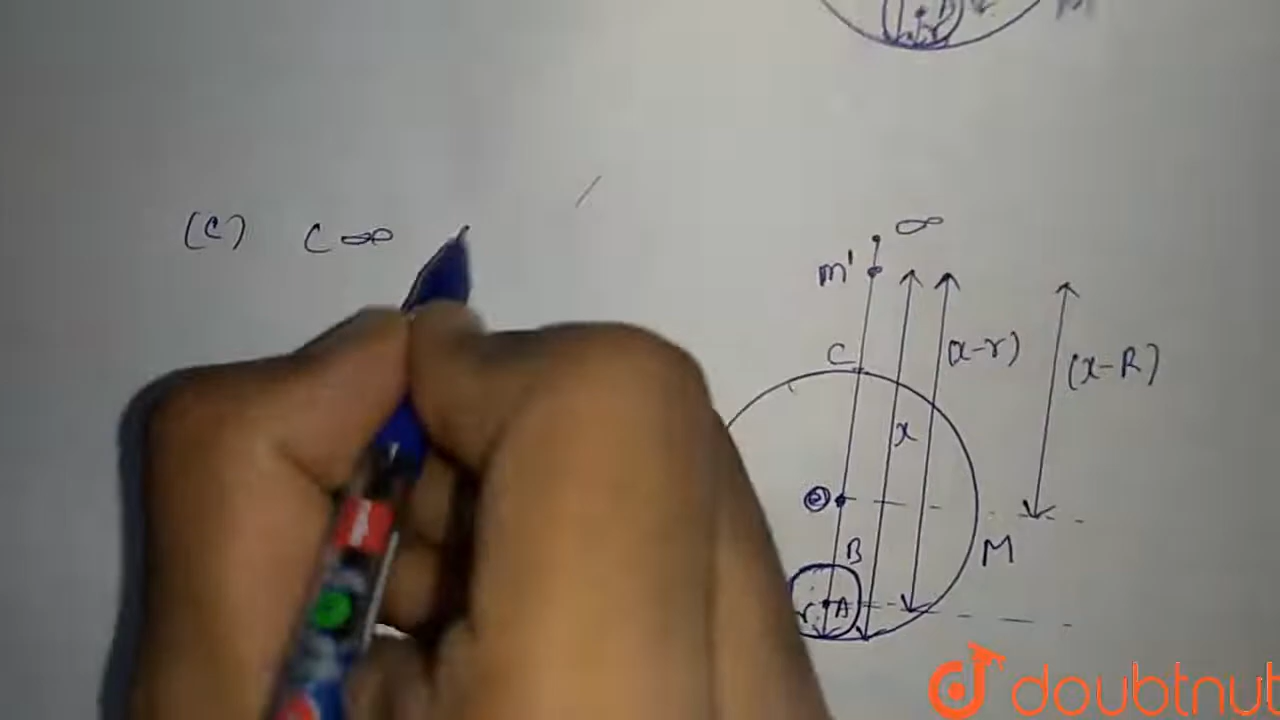 (C) C ∞
∞
m'
C
(x-r)
(x-R)
x
B
M
r
A
doubtnut